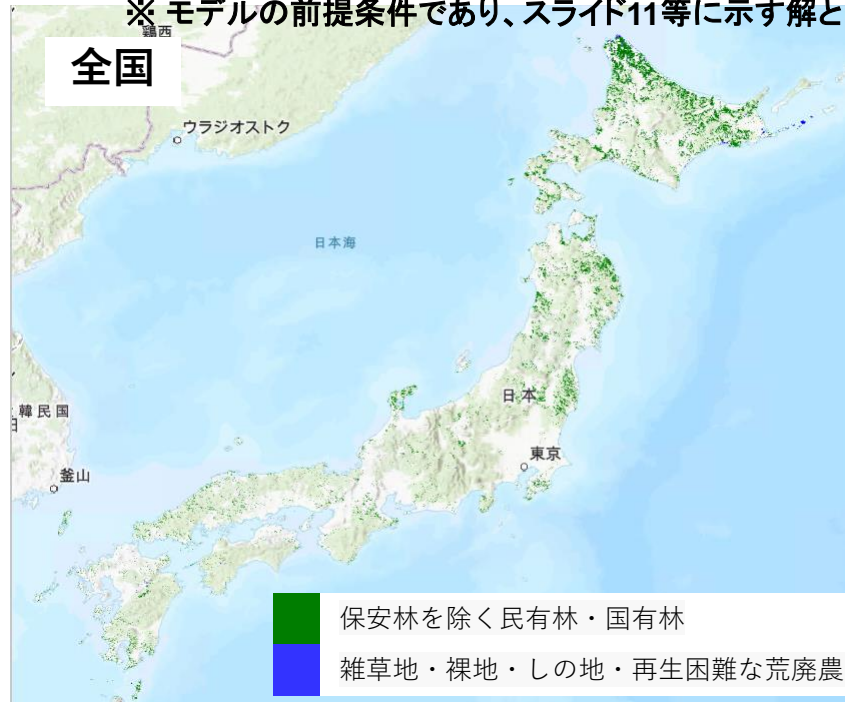 ※ モデルの前提条件であり、スライド11等に示す解と
鶏西
全国
ウラジオストク
日本海
日本
韓民国
東京
釜山
保安林を除く民有林・国有林
雑草地・裸地・しの地・再生困難な荒廃農